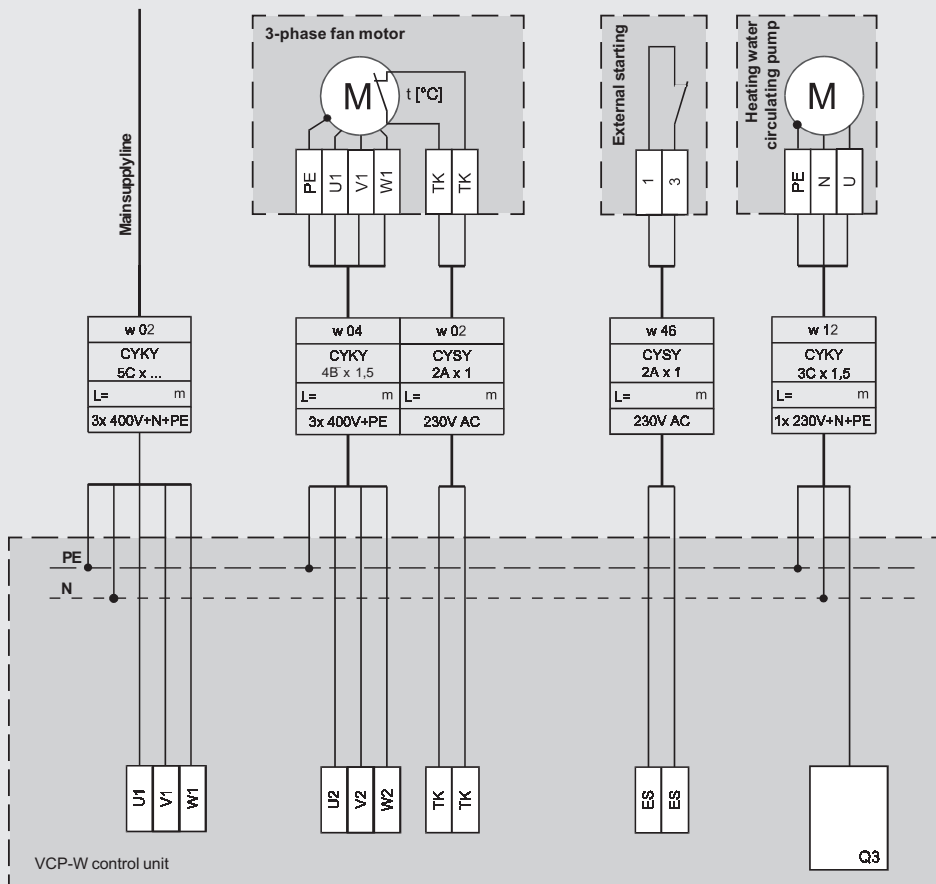 Main supply line
3-phase fan motor
M
t [°C]
PE
U1
V1
W1
TK
TK
External starting
1
3
Heating water
circulating pump
M
PE
N
U
w 02
CYKY
5C x ...
L= m
3x 400V+N+PE
w 04
CYKY
4B x 1,5
L= m
3x 400V+PE
w 02
CYSY
2A x 1
L= m
230V AC
w 46
CYSY
2A x 1
L= m
230V AC
w 12
CYKY
3C x 1,5
L= m
1x 230V+N+PE
PE
N
U1
V1
W1
U2
V2
W2
TK
TK
ES
ES
Q3
VCP-W control unit